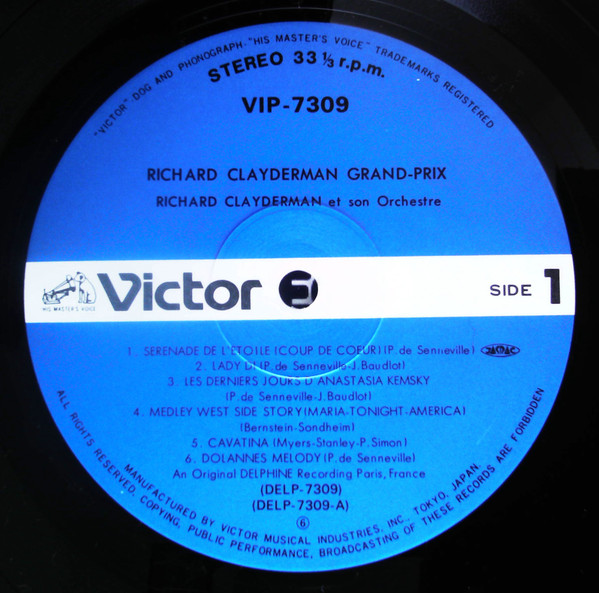 "VICTOR"-DOG AND PHONOGRAPH-"HIS MASTER'S VOICE" TRADEMARKS REGISTERED
STEREO 33 1/3 r.p.m.
VIP-7309
RICHARD CLAYDERMAN GRAND-PRIX
RICHARD CLAYDERMAN et son Orchestre
HIS MASTER'S VOICE
Victor
SIDE 1
1. SERENADE DE L'ETOILE (COUP DE COEUR) (P. de Senneville) JASRAC
2. LADY DI (P. de Senneville-J. Baudlot)
3. LES DERNIERS JOURS D'ANASTASIA KEMSKY
(P. de Senneville-J. Baudlot)
4. MEDLEY WEST SIDE STORY (MARIA-TONIGHT-AMERICA)
(Bernstein-Sondheim)
5. CAVATINA (Myers-Stanley-P. Simon)
6. DOLANNES MELODY (P. de Senneville)
An Original DELPHINE Recording Paris, France
(DELP-7309)
(DELP-7309-A)
⑥
MANUFACTURED BY VICTOR MUSICAL INDUSTRIES, INC., TOKYO, JAPAN.
ALL RIGHTS RESERVED. COPYING, PUBLIC PERFORMANCE, BROADCASTING OF THESE RECORDS ARE FORBIDDEN